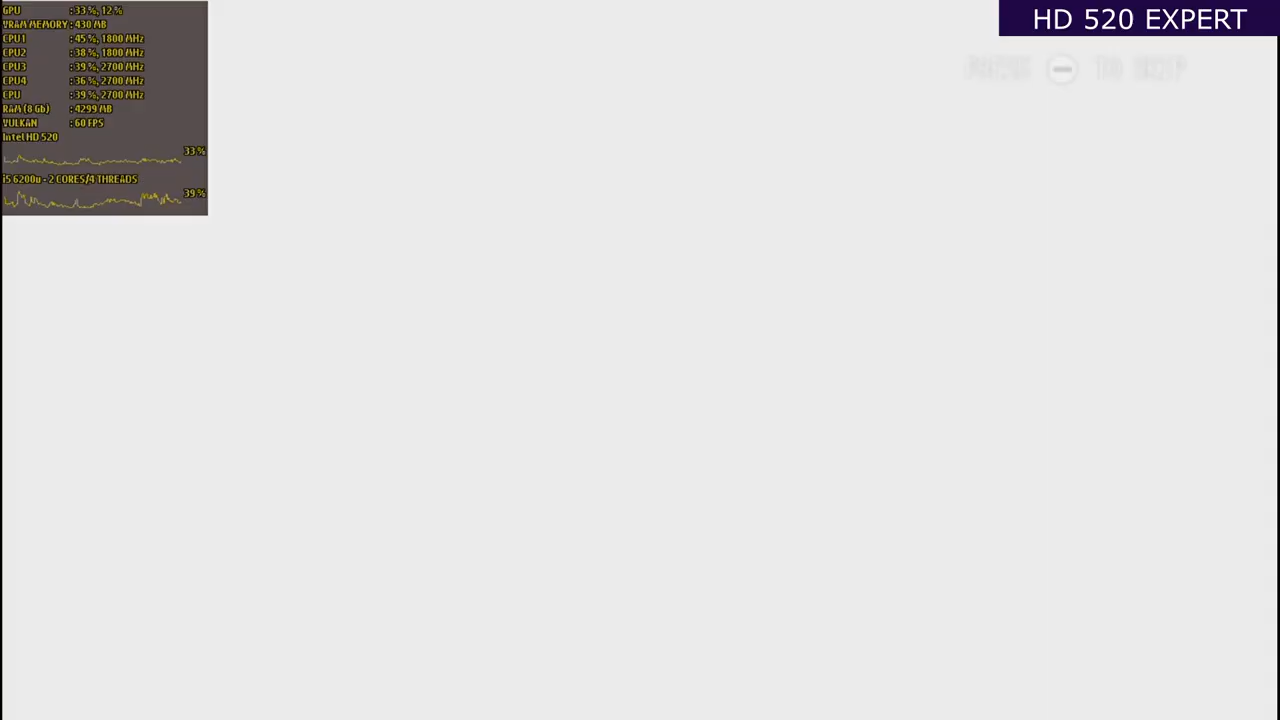 HD 520 EXPERT
GPU : 33 %, 12 %
VRAM MEMORY : 430 MB
CPU1 : 45 %, 1800 MHz
CPU2 : 38 %, 1800 MHz
CPU3 : 39 %, 2700 MHz
CPU4 : 36 %, 2700 MHz
CPU : 39 %, 2700 MHz
RAM (8 Gb) : 4299 MB
VULKAN : 60 FPS
Intel HD 520
33 %
i5 6200u - 2 CORES/4 THREADS
39 %